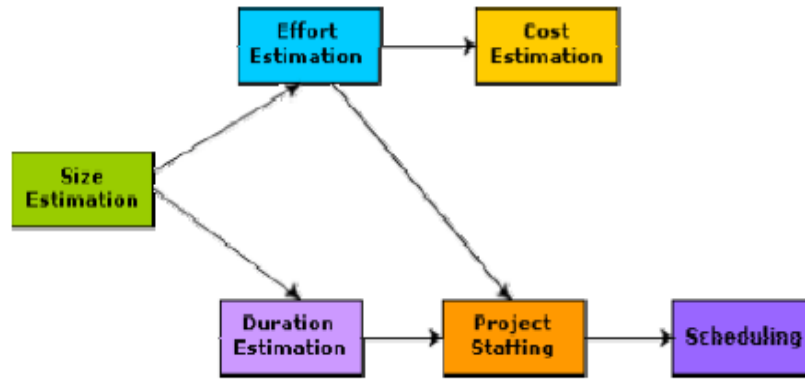 Effort
Estimation
Cost
Estimation
Size
Estimation
Duration
Estimation
Project
Staffing
Scheduling